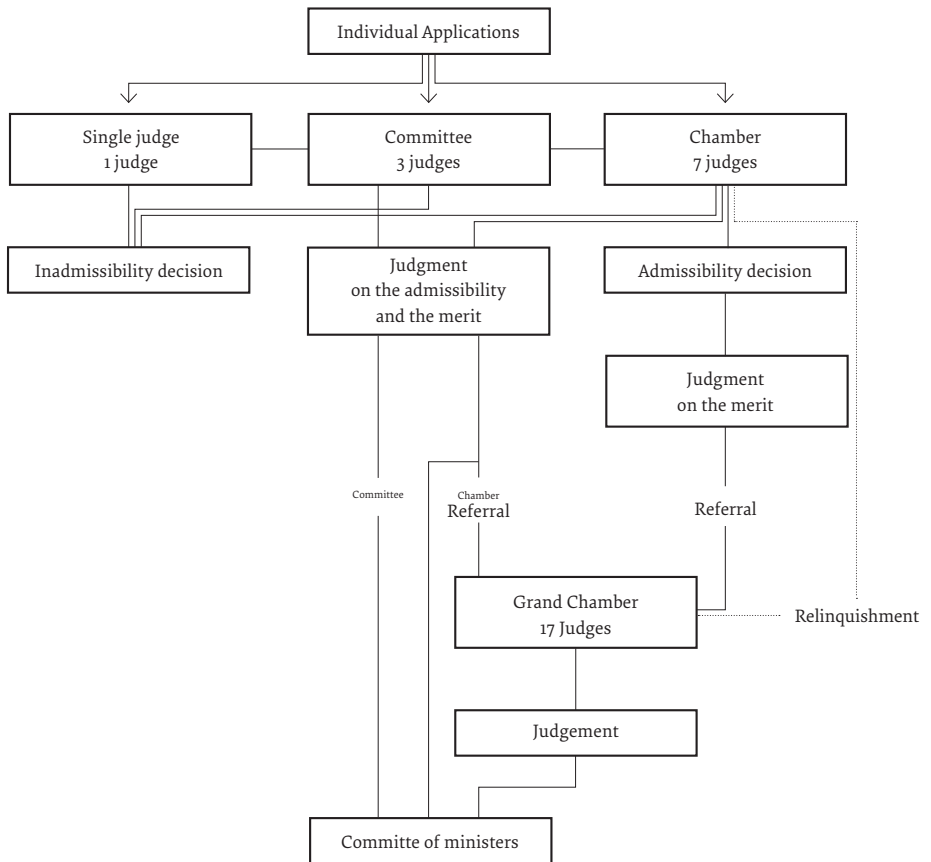 Individual Applications
Single judge
1 judge
Committee
3 judges
Chamber
7 judges
Inadmissibility decision
Judgment
on the admissibility
and the merit
Admissibility decision
Judgment
on the merit
Committee
Chamber
Referral
Referral
Grand Chamber
17 Judges
Relinquishment
Judgement
Committe of ministers